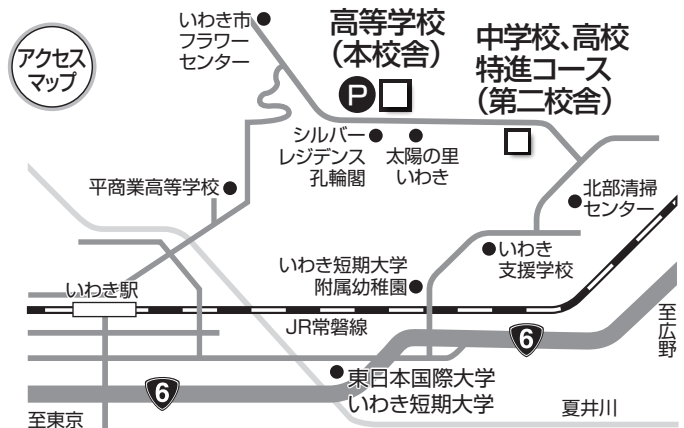 アクセス
マップ
いわき市
フラワー
センター
高等学校
(本校舎)
P
中学校、高校
特進コース
(第二校舎)
シルバー
レジデンス
孔輪閣
太陽の里
いわき
平商業高等学校
北部清掃
センター
いわき
支援学校
いわき短期大学
附属幼稚園
いわき駅
JR常磐線
至広野
6
6
東日本国際大学
いわき短期大学
夏井川
至東京